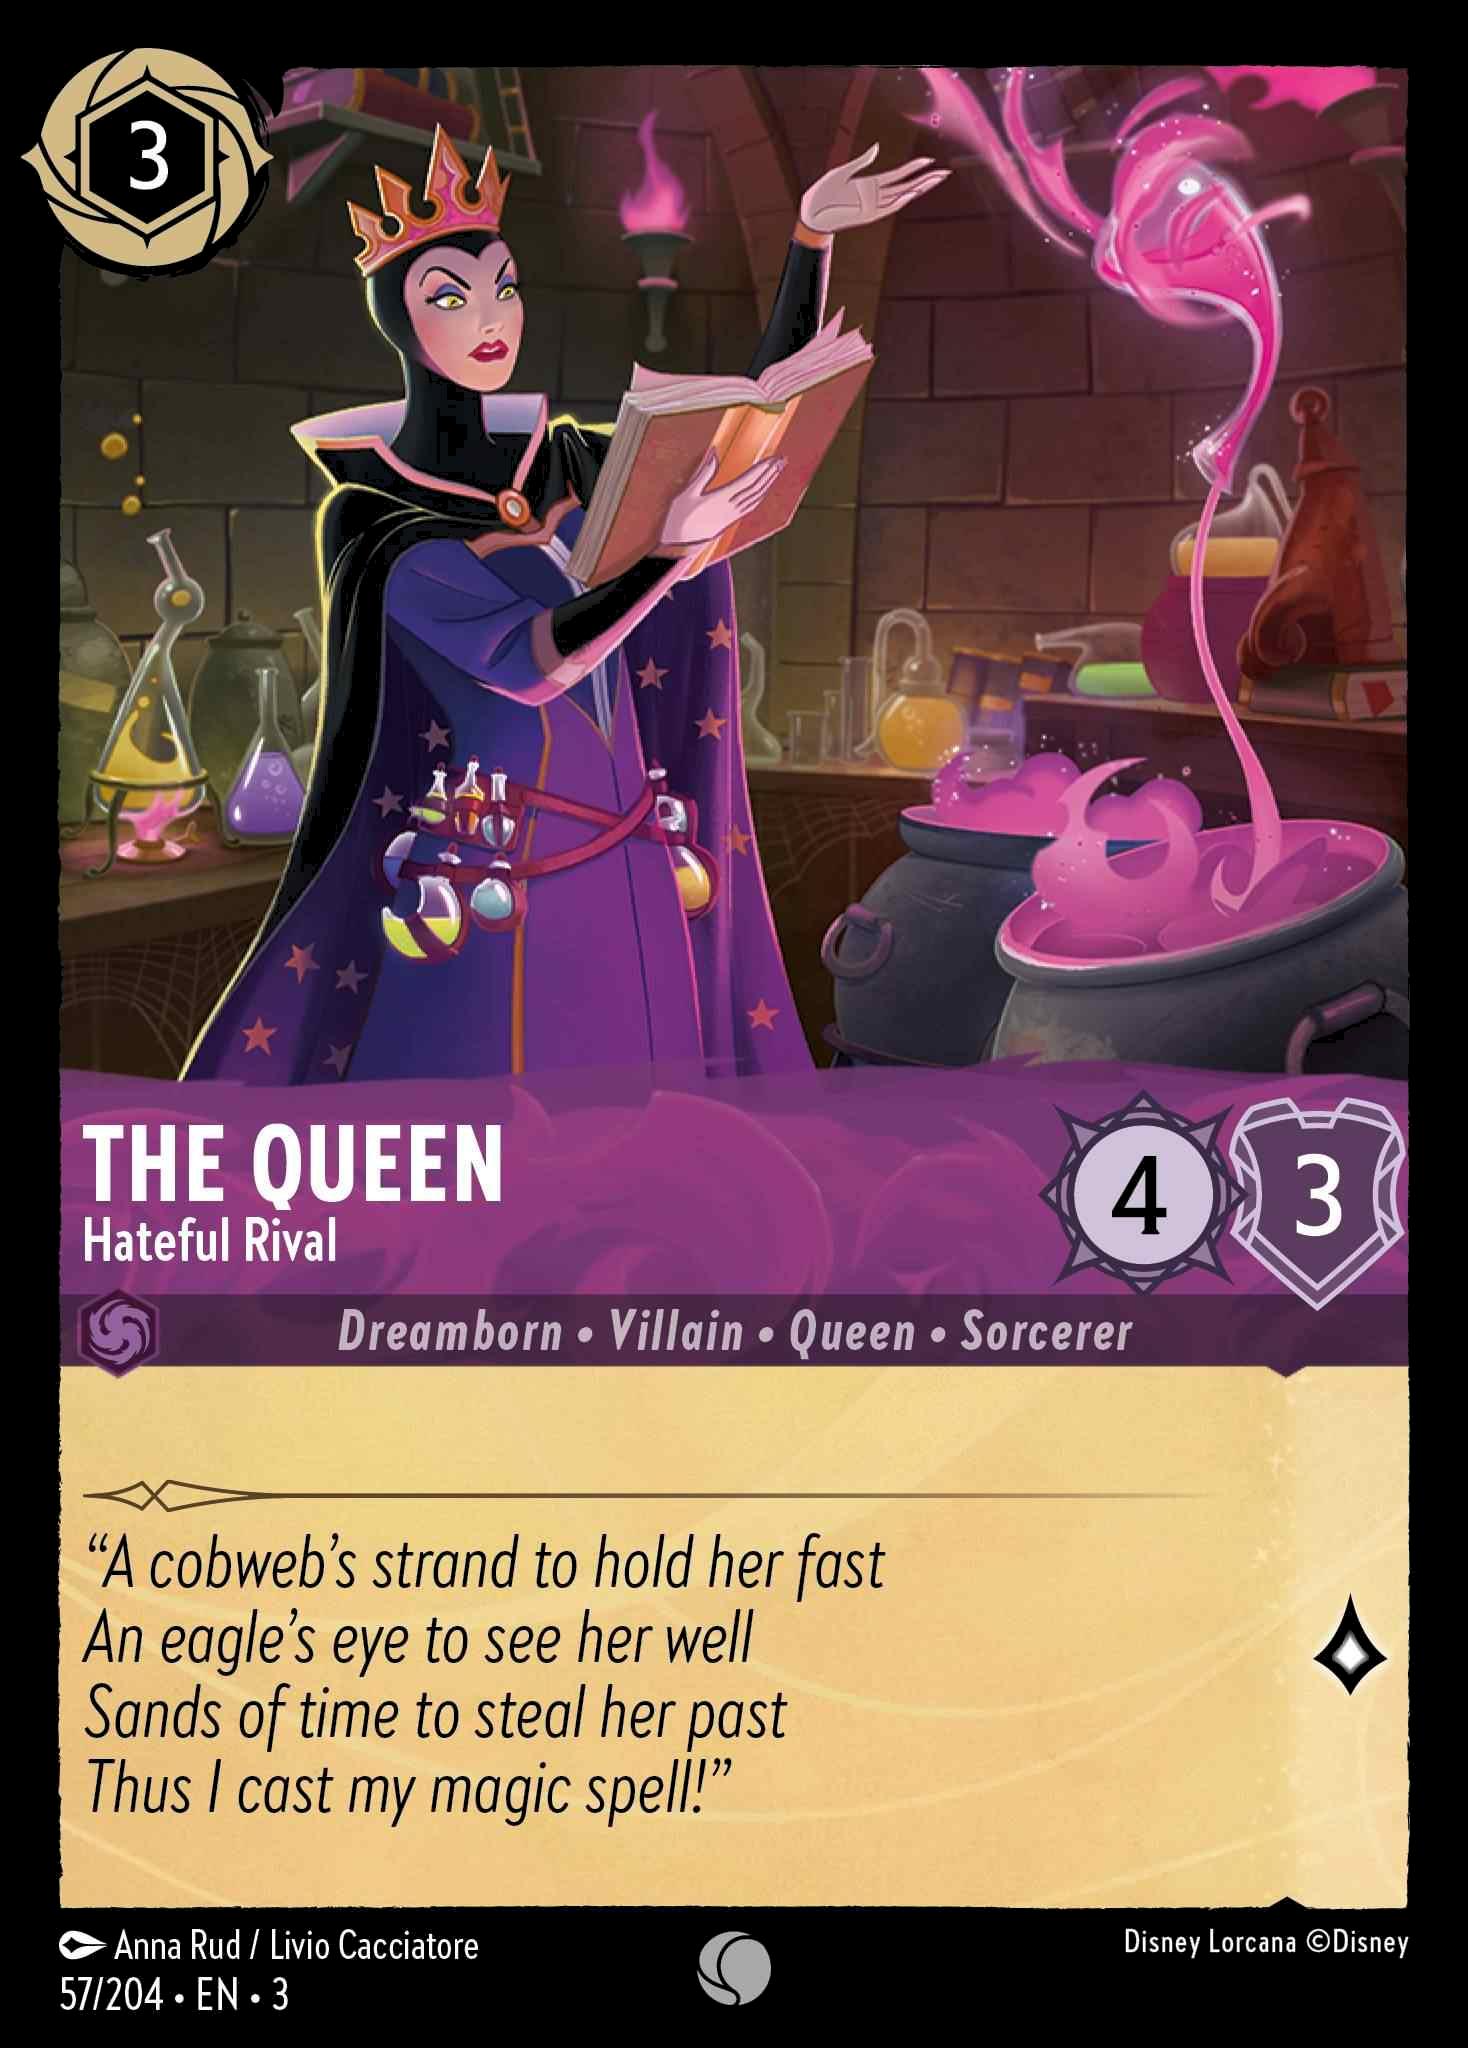 3
THE QUEEN
Hateful Rival
4
3
Dreamborn • Villain • Queen • Sorcerer
“A cobweb’s strand to hold her fast
An eagle’s eye to see her well
Sands of time to steal her past
Thus I cast my magic spell!”
Anna Rud / Livio Cacciatore
Disney Lorcana ©Disney
57/204 • EN • 3